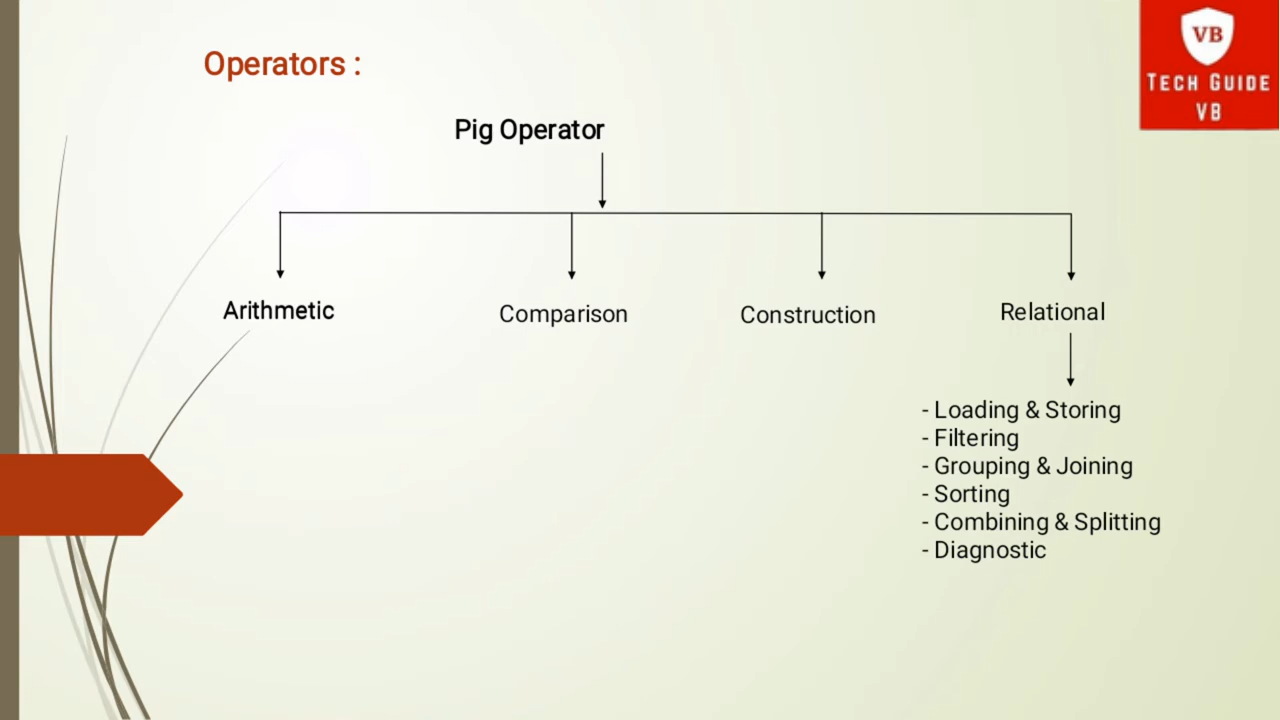 Operators :
VB
TECH GUIDE
VB
Pig Operator
Arithmetic
Comparison
Construction
Relational
- Loading & Storing
- Filtering
- Grouping & Joining
- Sorting
- Combining & Splitting
- Diagnostic